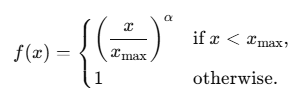 f(x) = { (x / x_max)^α if x < x_max,
1 otherwise.